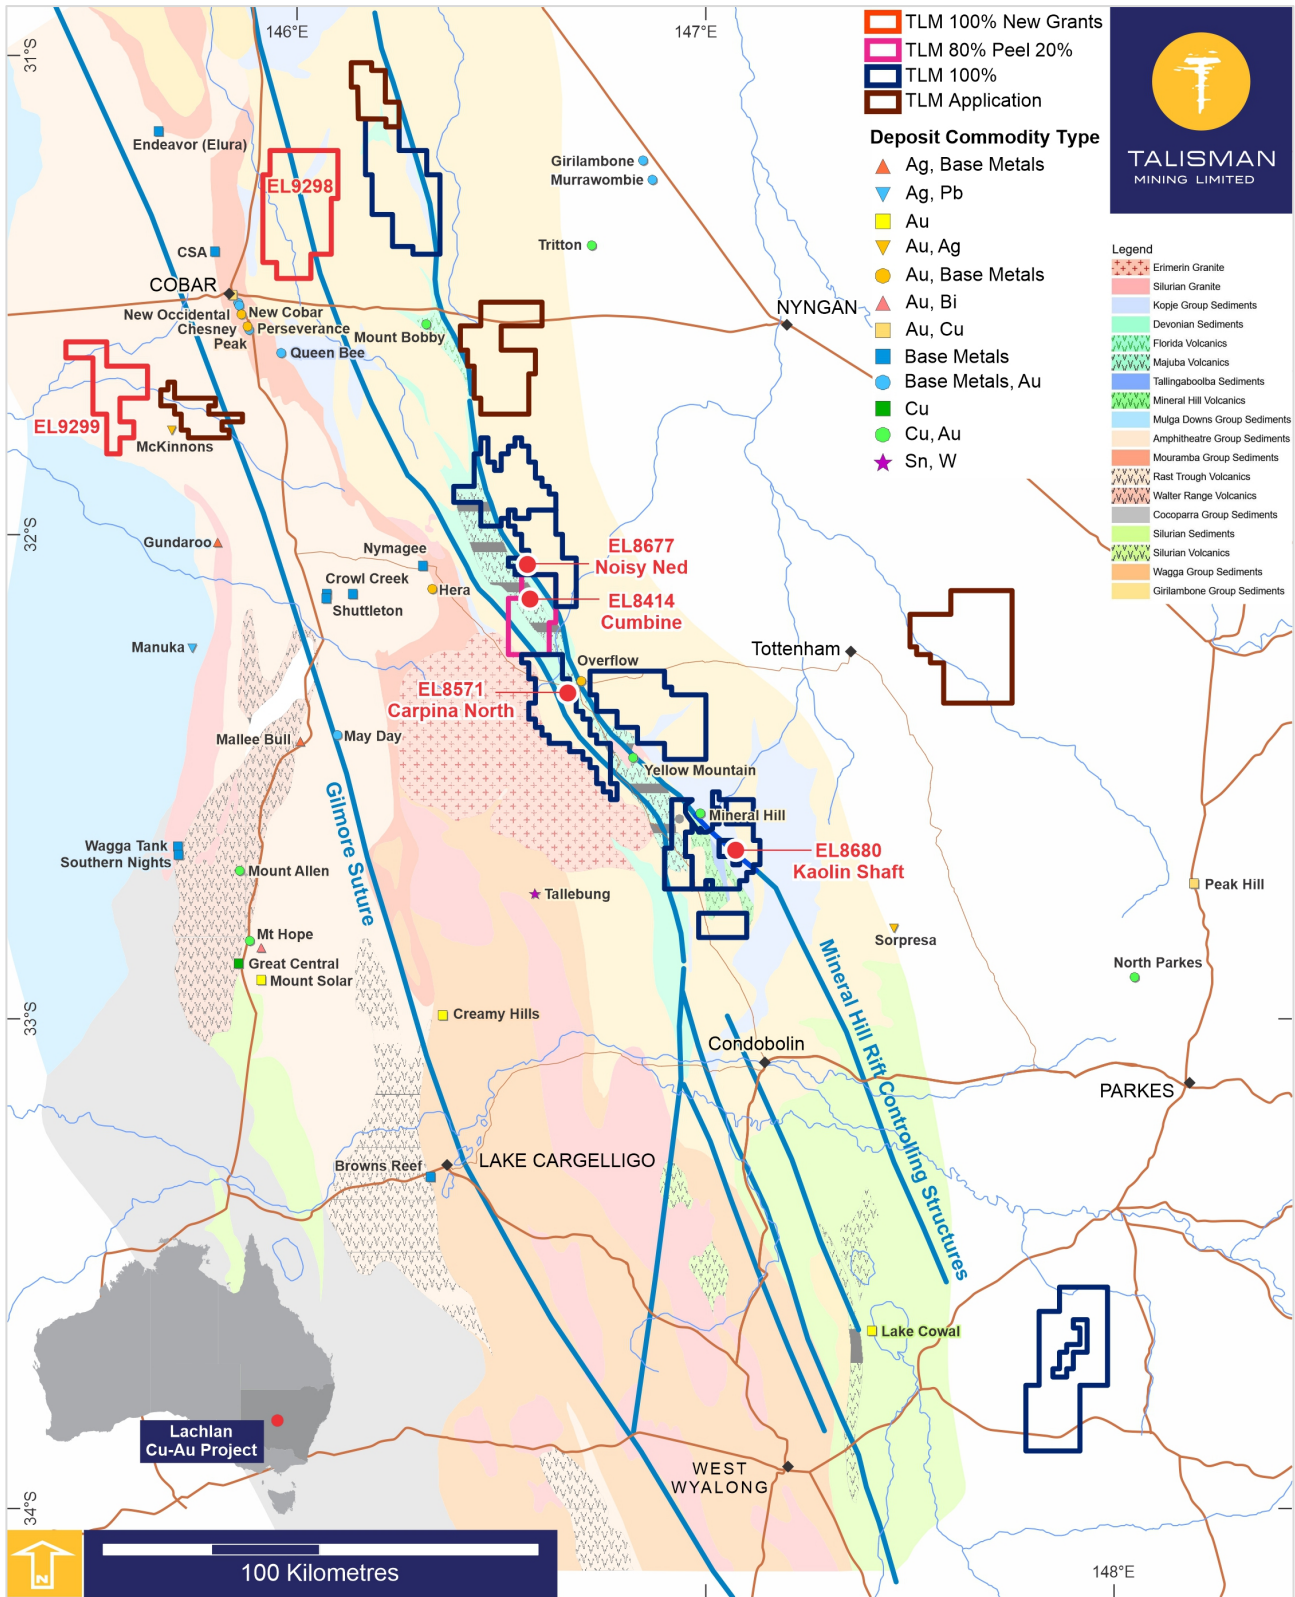 146°E
147°E
31°S
TLM 100% New Grants
TLM 80% Peel 20%
TLM 100%
TLM Application
Deposit Commodity Type
Ag, Base Metals
Ag, Pb
Au
Au, Ag
Au, Base Metals
Au, Bi
Au, Cu
Base Metals
Base Metals, Au
Cu
Cu, Au
Sn, W
TALISMAN
MINING LIMITED
Legend
Erimerin Granite
Silurian Granite
Kopje Group Sediments
Devonian Sediments
Florida Volcanics
Majuba Volcanics
Tallingaboolba Sediments
Mineral Hill Volcanics
Mulga Downs Group Sediments
Amphitheatre Group Sediments
Mouramba Group Sediments
Rast Trough Volcanics
Walter Range Volcanics
Cocoparra Group Sediments
Silurian Sediments
Silurian Volcanics
Wagga Group Sediments
Girilambone Group Sediments
Endeavor (Elura)
EL9298
Girilambone
Murrawombie
CSA
Tritton
COBAR
New Occidental
New Cobar
Chesney
Perseverance
Peak
Queen Bee
Mount Bobby
NYNGAN
EL9299
McKinnons
32°S
Gundaroo
Nymagee
Crowl Creek
Hera
Shuttleton
EL8677
Noisy Ned
EL8414
Cumbine
Manuka
Overflow
Tottenham
EL8571
Carpina North
Mallee Bull
May Day
Yellow Mountain
Gilmore Suture
Mineral Hill
Wagga Tank
Southern Nights
EL8680
Kaolin Shaft
Mount Allen
Tallebung
Peak Hill
Mt Hope
Sorpresa
Great Central
Mount Solar
North Parkes
Mineral Hill Rift Controlling Structures
33°S
Creamy Hills
Condobolin
PARKES
Browns Reef
LAKE CARGELLIGO
Lake Cowal
Lachlan
Cu-Au Project
WEST
WYALONG
34°S
N
100 Kilometres
148°E